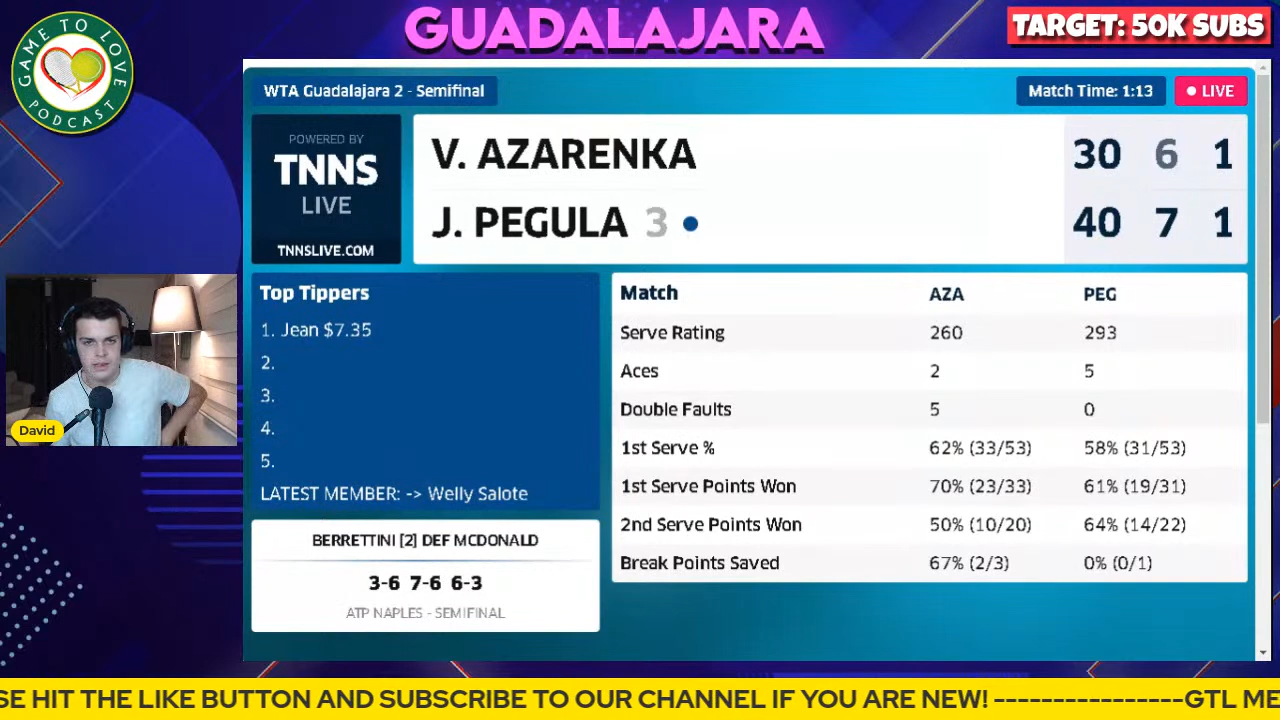 GAME TO LOVE
PODCAST
GUADALAJARA
TARGET: 50K SUBS
WTA Guadalajara 2 - Semifinal
Match Time: 1:13
LIVE
POWERED BY
TNNS
LIVE
TNNSLIVE.COM
V. AZARENKA 30 6 1
J. PEGULA 3 40 7 1
Top Tippers
1. Jean $7.35
2.
3.
4.
5.
LATEST MEMBER: -> Welly Salote
BERRETTINI [2] DEF MCDONALD
3-6 7-6 6-3
ATP NAPLES - SEMIFINAL
Match AZA PEG
Serve Rating 260 293
Aces 2 5
Double Faults 5 0
1st Serve % 62% (33/53) 58% (31/53)
1st Serve Points Won 70% (23/33) 61% (19/31)
2nd Serve Points Won 50% (10/20) 64% (14/22)
Break Points Saved 67% (2/3) 0% (0/1)
David
SE HIT THE LIKE BUTTON AND SUBSCRIBE TO OUR CHANNEL IF YOU ARE NEW! ----------------GTL ME